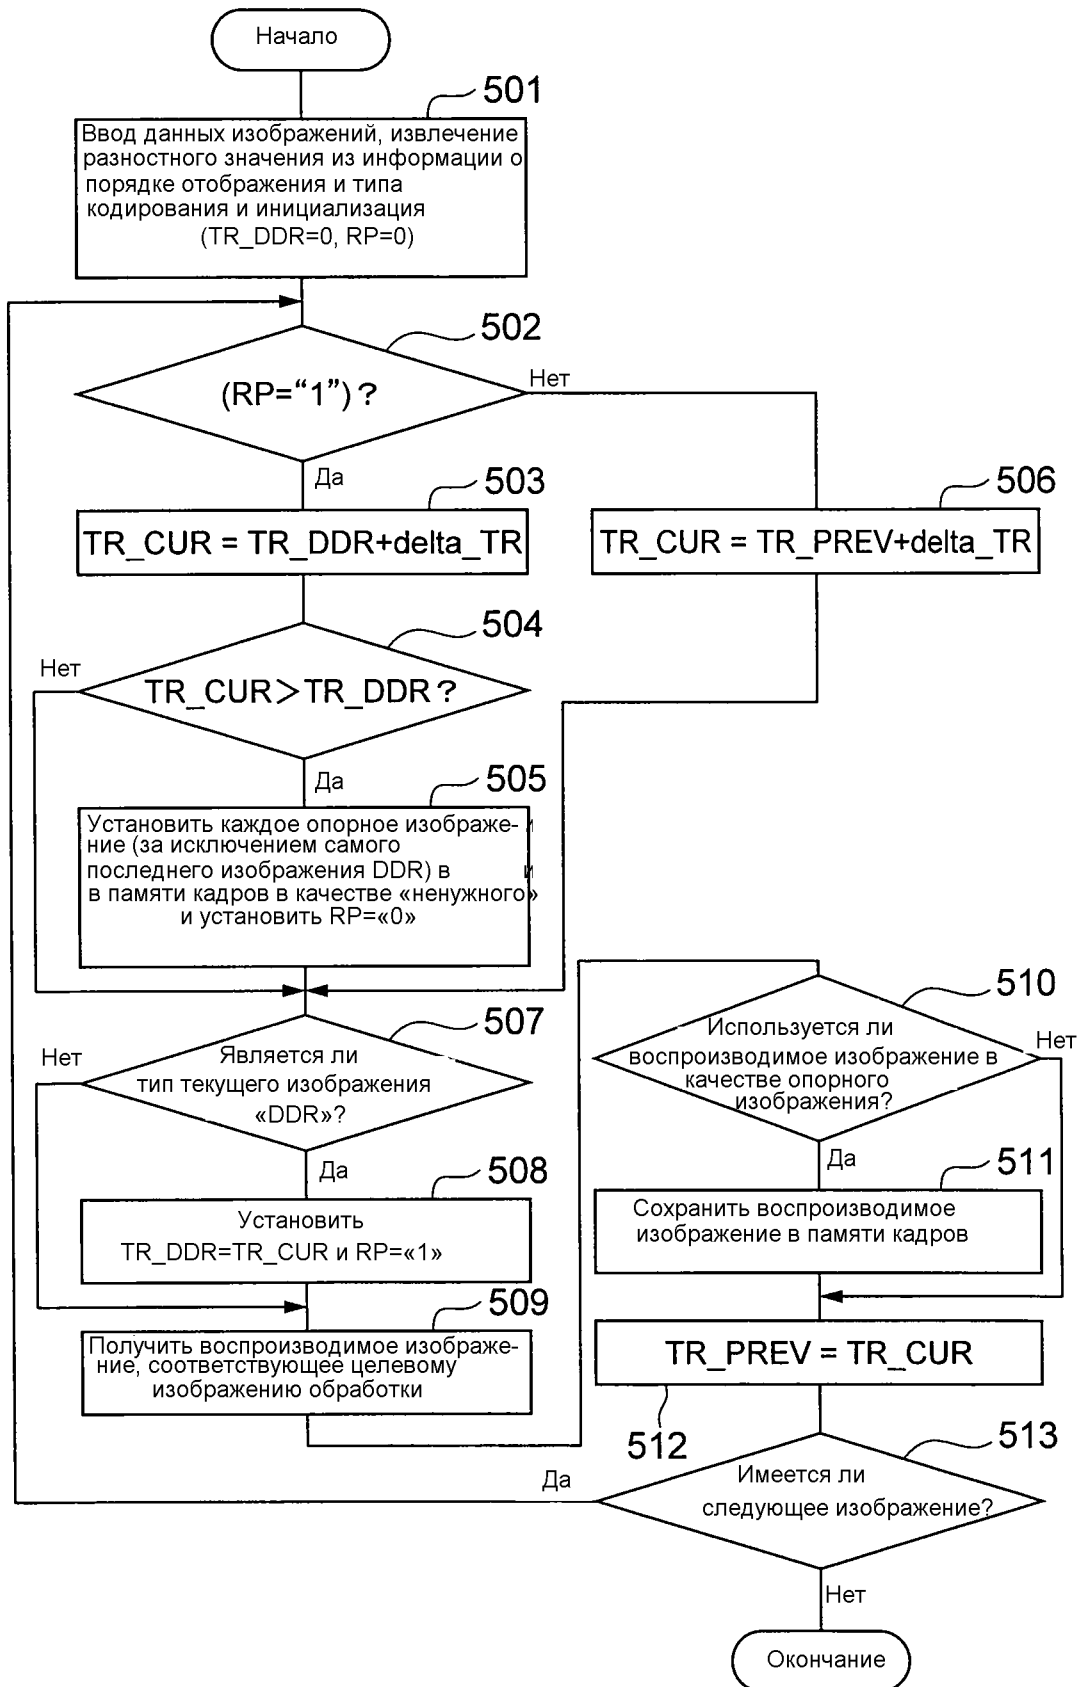 Начало
501
Ввод данных изображений, извлечение
разностного значения из информации о
порядке отображения и типа
кодирования и инициализация
(TR_DDR=0, RP=0)
502
(RP=“1”) ?
Нет
Да
503
TR_CUR = TR_DDR+delta_TR
506
TR_CUR = TR_PREV+delta_TR
504
Нет
TR_CUR > TR_DDR ?
Да
505
Установить каждое опорное изображе-
ние (за исключением самого
последнего изображения DDR) в
в памяти кадров в качестве «ненужного»
и установить RP=«0»
507
Нет
Является ли
тип текущего изображения
«DDR»?
Да
508
Установить
TR_DDR=TR_CUR и RP=«1»
509
Получить воспроизводимое изображе-
ние, соответствующее целевому
изображению обработки
510
Используется ли
воспроизводимое изображение в
качестве опорного
изображения?
Нет
Да
511
Сохранить воспроизводимое
изображение в памяти кадров
TR_PREV = TR_CUR
512
513
Имеется ли
следующее изображение?
Да
Нет
Окончание